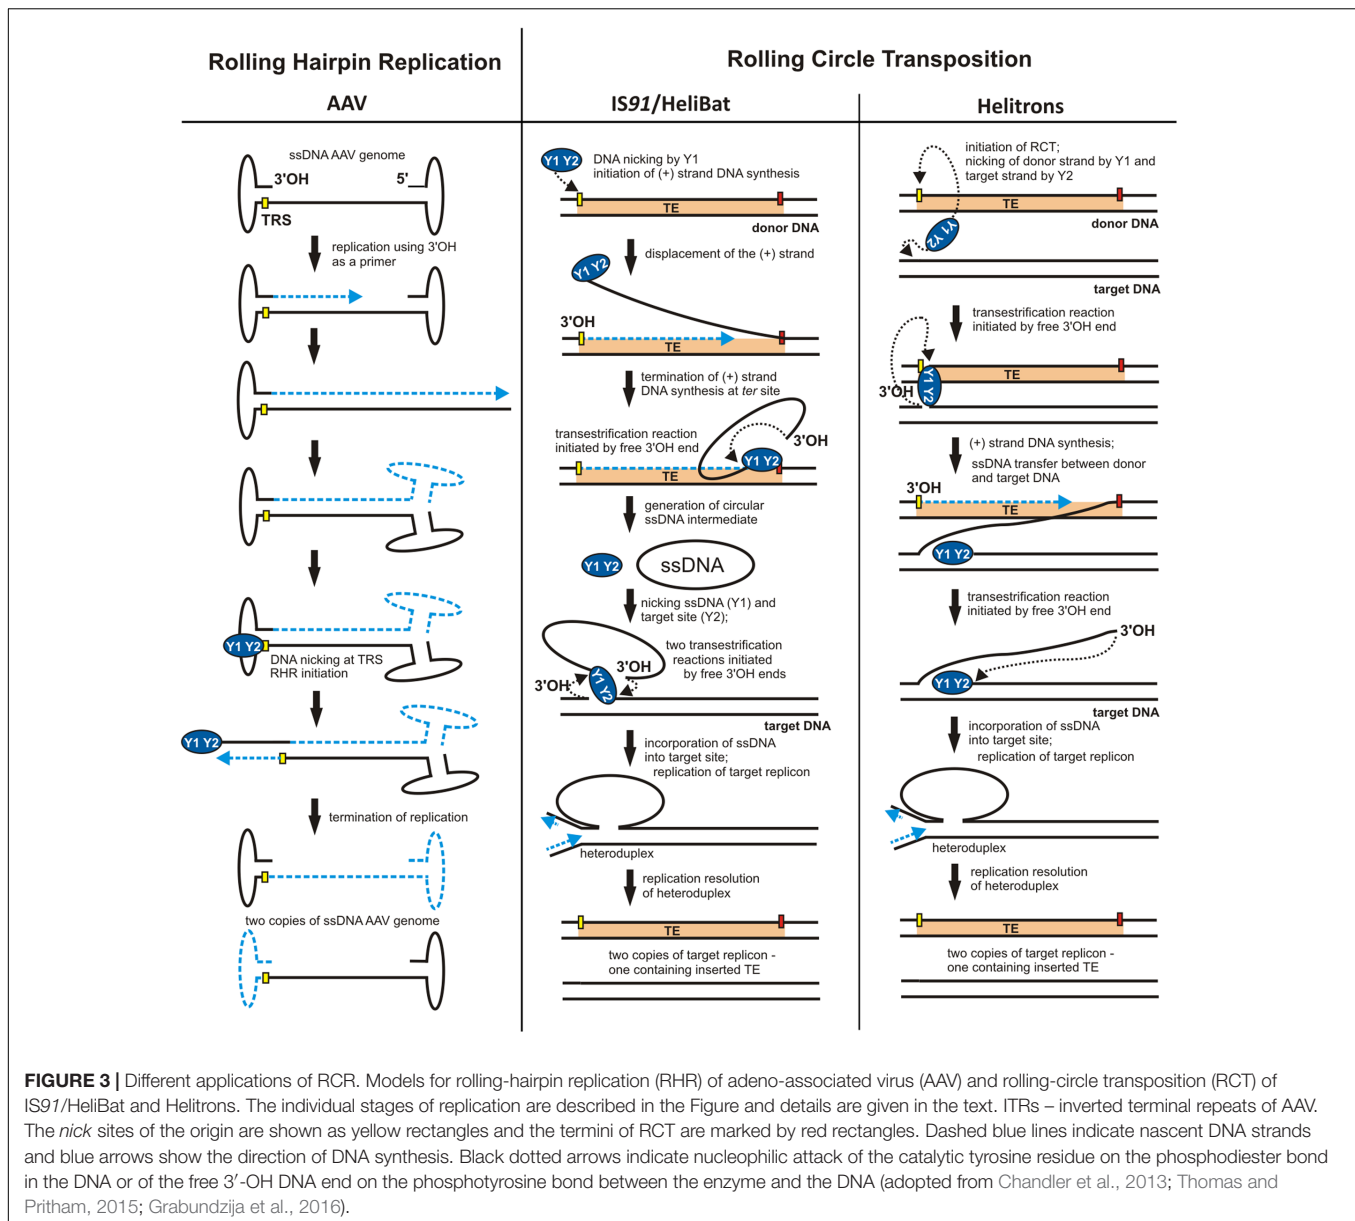 Rolling Hairpin Replication
Rolling Circle Transposition
AAV
IS91/HeliBat
Helitrons
ssDNA AAV genome
3'OH
5'
TRS
replication using 3'OH
as a primer
Y1 Y2
DNA nicking at TRS
RHR initiation
Y1 Y2
termination of replication
two copies of ssDNA AAV genome
Y1 Y2
DNA nicking by Y1
initiation of (+) strand DNA synthesis
TE
donor DNA
displacement of the (+) strand
Y1 Y2
3'OH
TE
termination of (+) strand
DNA synthesis at ter site
transestrification reaction
initiated by free 3'OH end
3'OH
Y1 Y2
TE
generation of circular
ssDNA intermediate
Y1 Y2
ssDNA
nicking ssDNA (Y1) and
target site (Y2);
two transestrification
reactions initiated
by free 3'OH ends
3'OH
3'OH
Y1 Y2
target DNA
incorporation of ssDNA
into target site;
replication of target replicon
heteroduplex
replication resolution
of heteroduplex
TE
two copies of target replicon -
one containing inserted TE
initiation of RCT;
nicking of donor strand by Y1 and
target strand by Y2
TE
donor DNA
Y1 Y2
target DNA
transestrification reaction
initiated by free 3'OH end
TE
Y1 Y2
3'OH
(+) strand DNA synthesis;
ssDNA transfer between donor
and target DNA
3'OH
TE
Y1 Y2
transestrification reaction
initiated by free 3'OH end
3'OH
Y1 Y2
target DNA
incorporation of ssDNA
into target site;
replication of target replicon
heteroduplex
replication resolution
of heteroduplex
TE
two copies of target replicon -
one containing inserted TE
FIGURE 3 | Different applications of RCR. Models for rolling-hairpin replication (RHR) of adeno-associated virus (AAV) and rolling-circle transposition (RCT) of
IS91/HeliBat and Helitrons. The individual stages of replication are described in the Figure and details are given in the text. ITRs – inverted terminal repeats of AAV.
The nick sites of the origin are shown as yellow rectangles and the termini of RCT are marked by red rectangles. Dashed blue lines indicate nascent DNA strands
and blue arrows show the direction of DNA synthesis. Black dotted arrows indicate nucleophilic attack of the catalytic tyrosine residue on the phosphodiester bond
in the DNA or of the free 3′-OH DNA end on the phosphotyrosine bond between the enzyme and the DNA (adopted from Chandler et al., 2013; Thomas and
Pritham, 2015; Grabundzija et al., 2016).